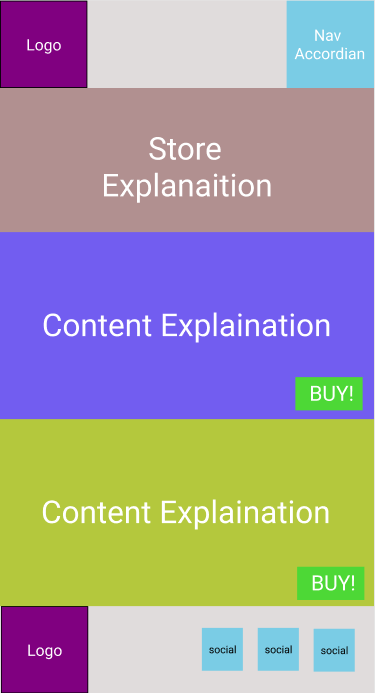 Logo
Nav
Accordian
Store
Explanaition
Content Explaination
BUY!
Content Explaination
BUY!
Logo
social
social
social